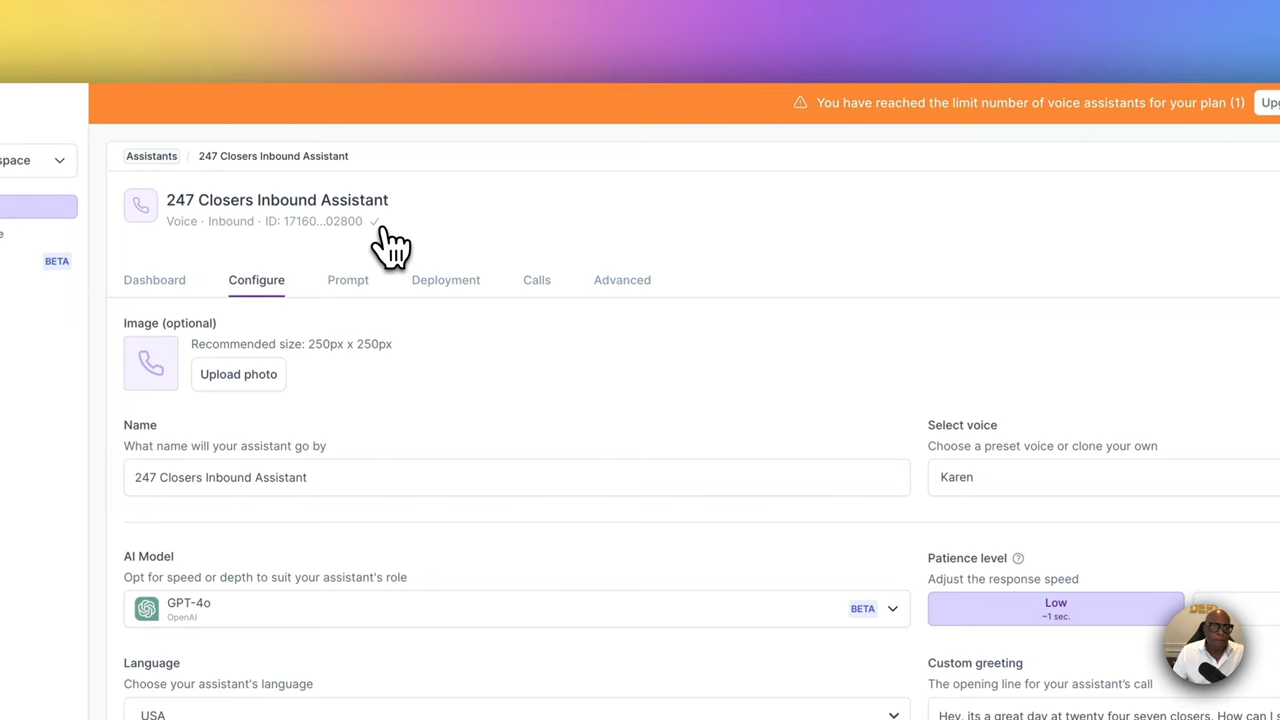 You have reached the limit number of voice assistants for your plan (1)
space
Assistants / 247 Closers Inbound Assistant
247 Closers Inbound Assistant
Voice · Inbound · ID: 17160...02800
BETA
Dashboard Configure Prompt Deployment Calls Advanced
Image (optional)
Recommended size: 250px x 250px
Upload photo
Name
What name will your assistant go by
247 Closers Inbound Assistant
Select voice
Choose a preset voice or clone your own
Karen
AI Model
Opt for speed or depth to suit your assistant's role
GPT-4o
OpenAI
BETA
Patience level
Adjust the response speed
Low
~1 sec.
Language
Choose your assistant's language
USA
Custom greeting
The opening line for your assistant's call
Hey, its a great day at twenty four seven closers. How can I